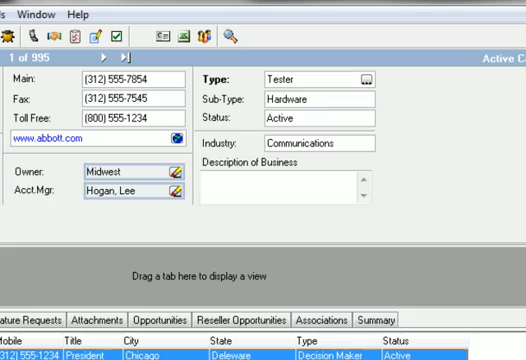 Window Help
1 of 995 Active
Main: (312) 555-7854 Type: Tester
Fax: (312) 555-7545 Sub-Type: Hardware
Toll Free: (800) 555-1234 Status: Active
www.abbott.com Industry: Communications
Description of Business
Owner: Midwest
Acct.Mgr: Hogan, Lee
Drag a tab here to display a view
ature Requests Attachments Opportunities Reseller Opportunities Associations Summary
Mobile Title City State Type Status
(312) 555-1234 President Chicago Deleware Decision Maker Active